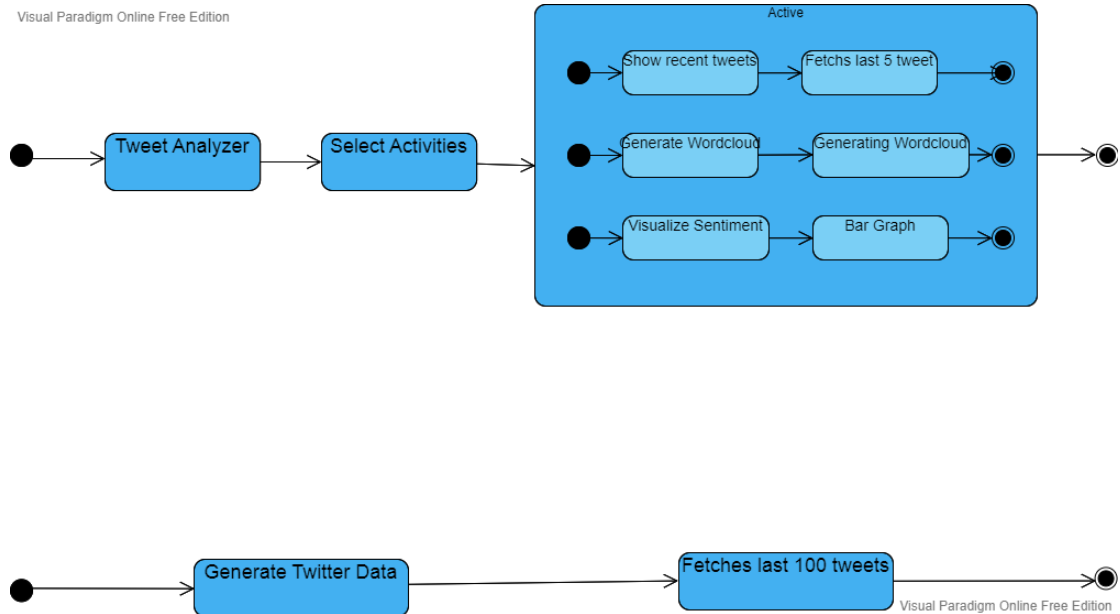 Visual Paradigm Online Free Edition
Active
Show recent tweets
Fetchs last 5 tweet
Tweet Analyzer
Select Activities
Generate Wordcloud
Generating Wordcloud
Visualize Sentiment
Bar Graph
Generate Twitter Data
Fetches last 100 tweets
Visual Paradigm Online Free Edition